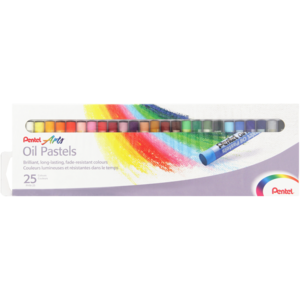 Pentel Arts
Oil Pastels
Brilliant, long-lasting, fade-resistant colours
Couleurs lumineuses et résistantes dans le temps
25
Pentel
Pentel